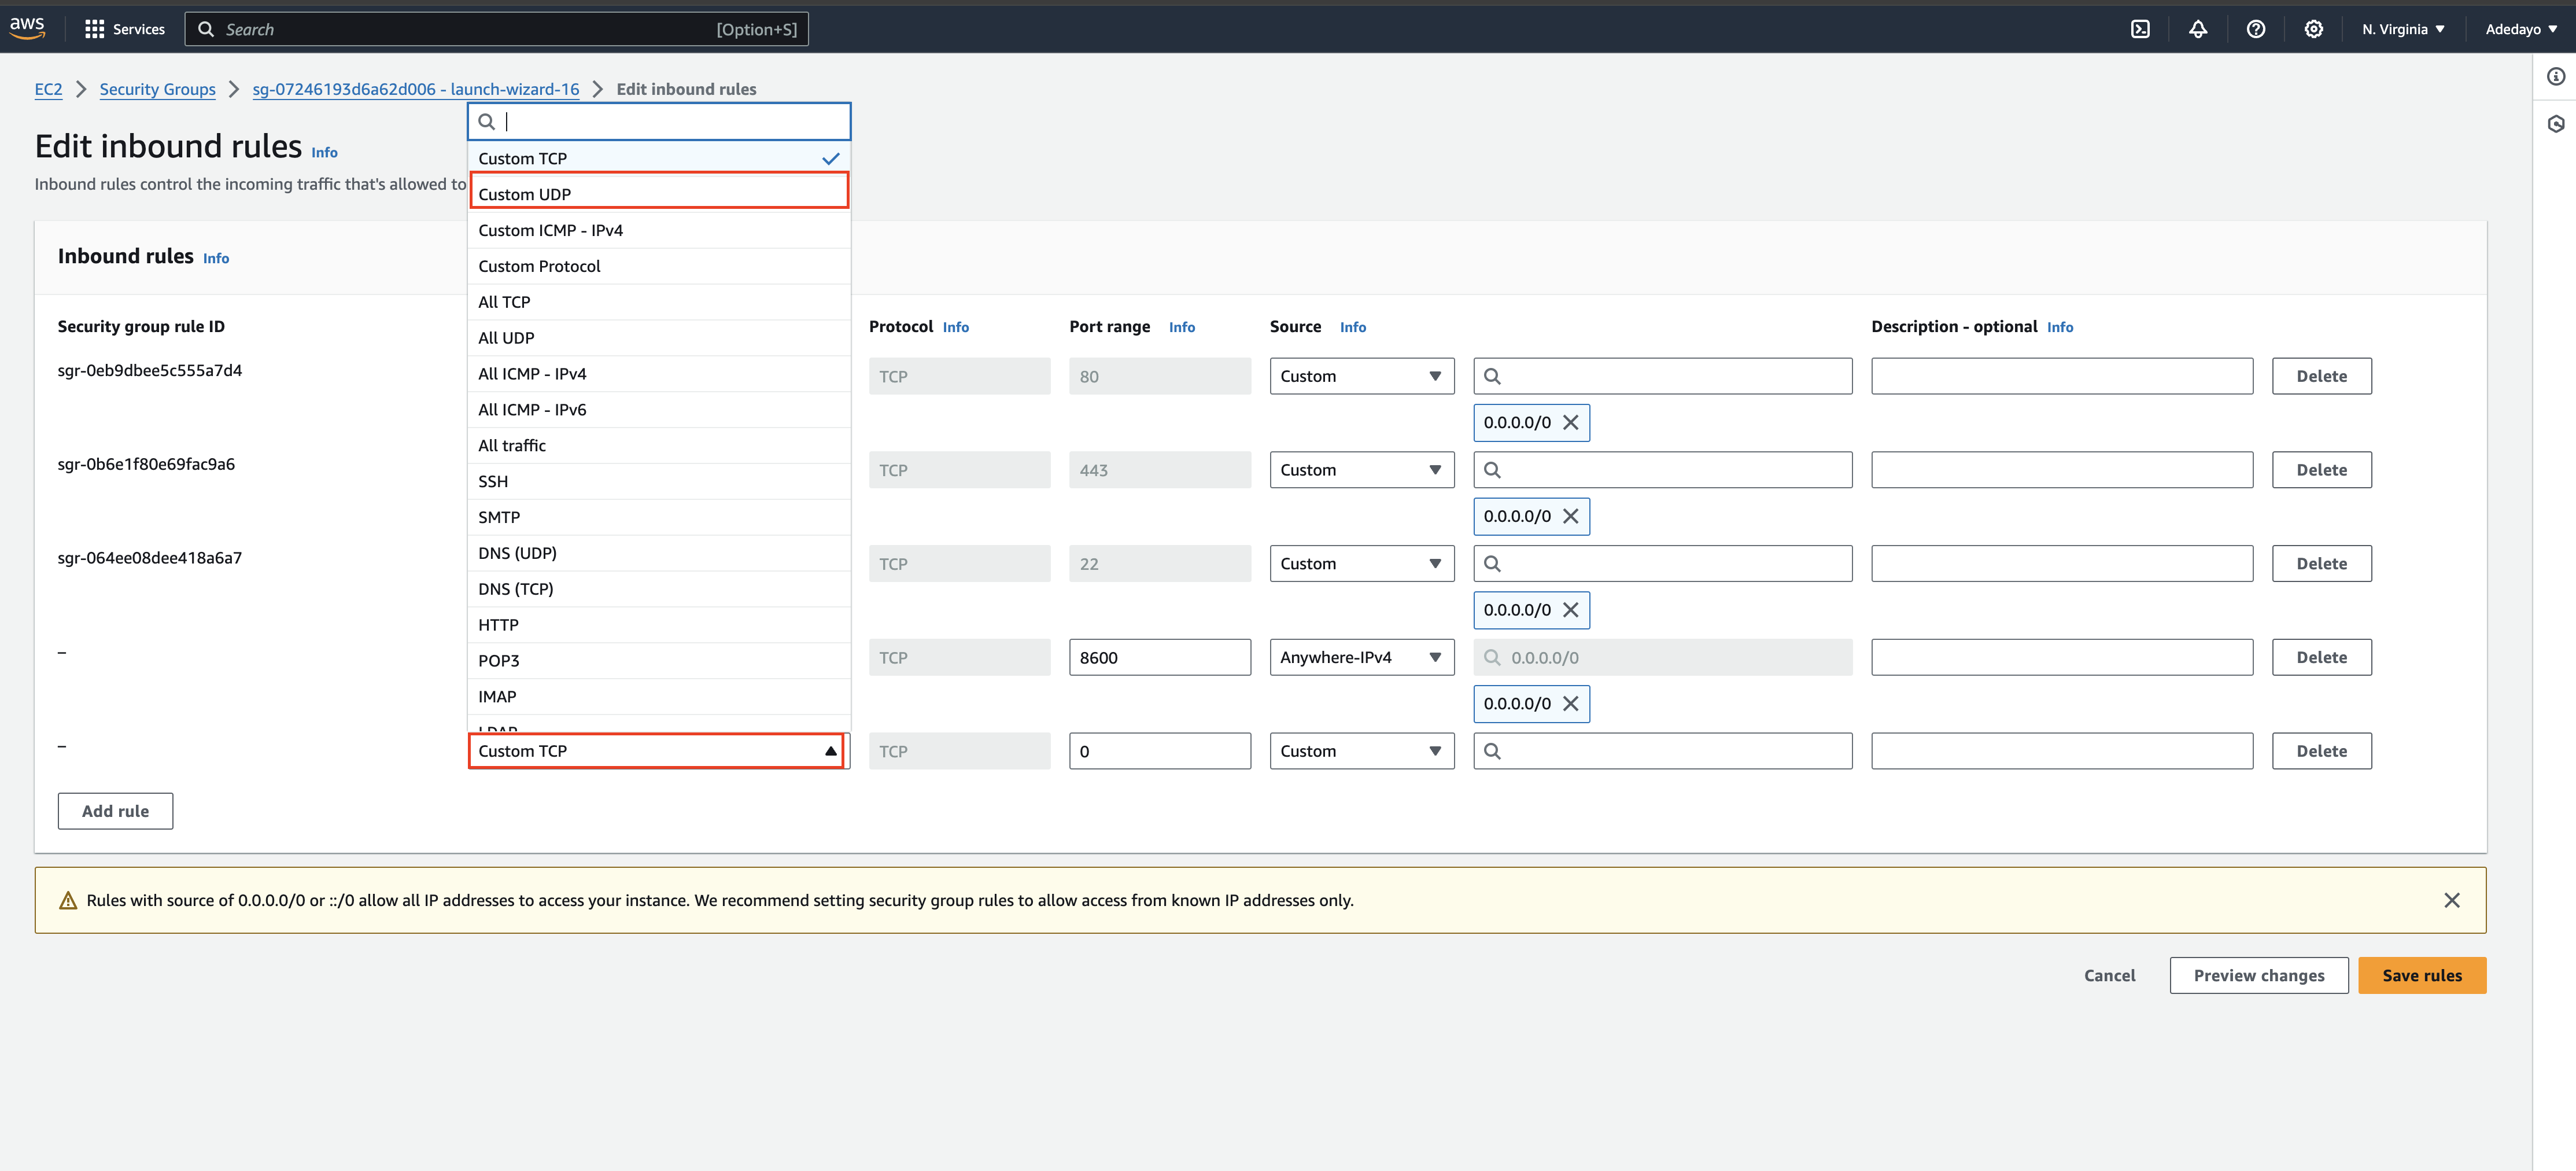 aws Services Search [Option+S] N. Virginia Adedayo
EC2 Security Groups sg-07246193d6a62d006 - launch-wizard-16 Edit inbound rules
Edit inbound rules Info
Inbound rules control the incoming traffic that's allowed to
Custom TCP
Custom UDP
Custom ICMP - IPv4
Custom Protocol
All TCP
All UDP
All ICMP - IPv4
All ICMP - IPv6
All traffic
SSH
SMTP
DNS (UDP)
DNS (TCP)
HTTP
POP3
IMAP
LDAP
Inbound rules Info
Security group rule ID Protocol Info Port range Info Source Info Description - optional Info
sgr-0eb9dbee5c555a7d4 TCP 80 Custom Delete
0.0.0.0/0
sgr-0b6e1f80e69fac9a6 TCP 443 Custom Delete
0.0.0.0/0
sgr-064ee08dee418a6a7 TCP 22 Custom Delete
0.0.0.0/0
– TCP 8600 Anywhere-IPv4 0.0.0.0/0 Delete
0.0.0.0/0
– Custom TCP TCP 0 Custom Delete
Add rule
Rules with source of 0.0.0.0/0 or ::/0 allow all IP addresses to access your instance. We recommend setting security group rules to allow access from known IP addresses only.
Cancel Preview changes Save rules